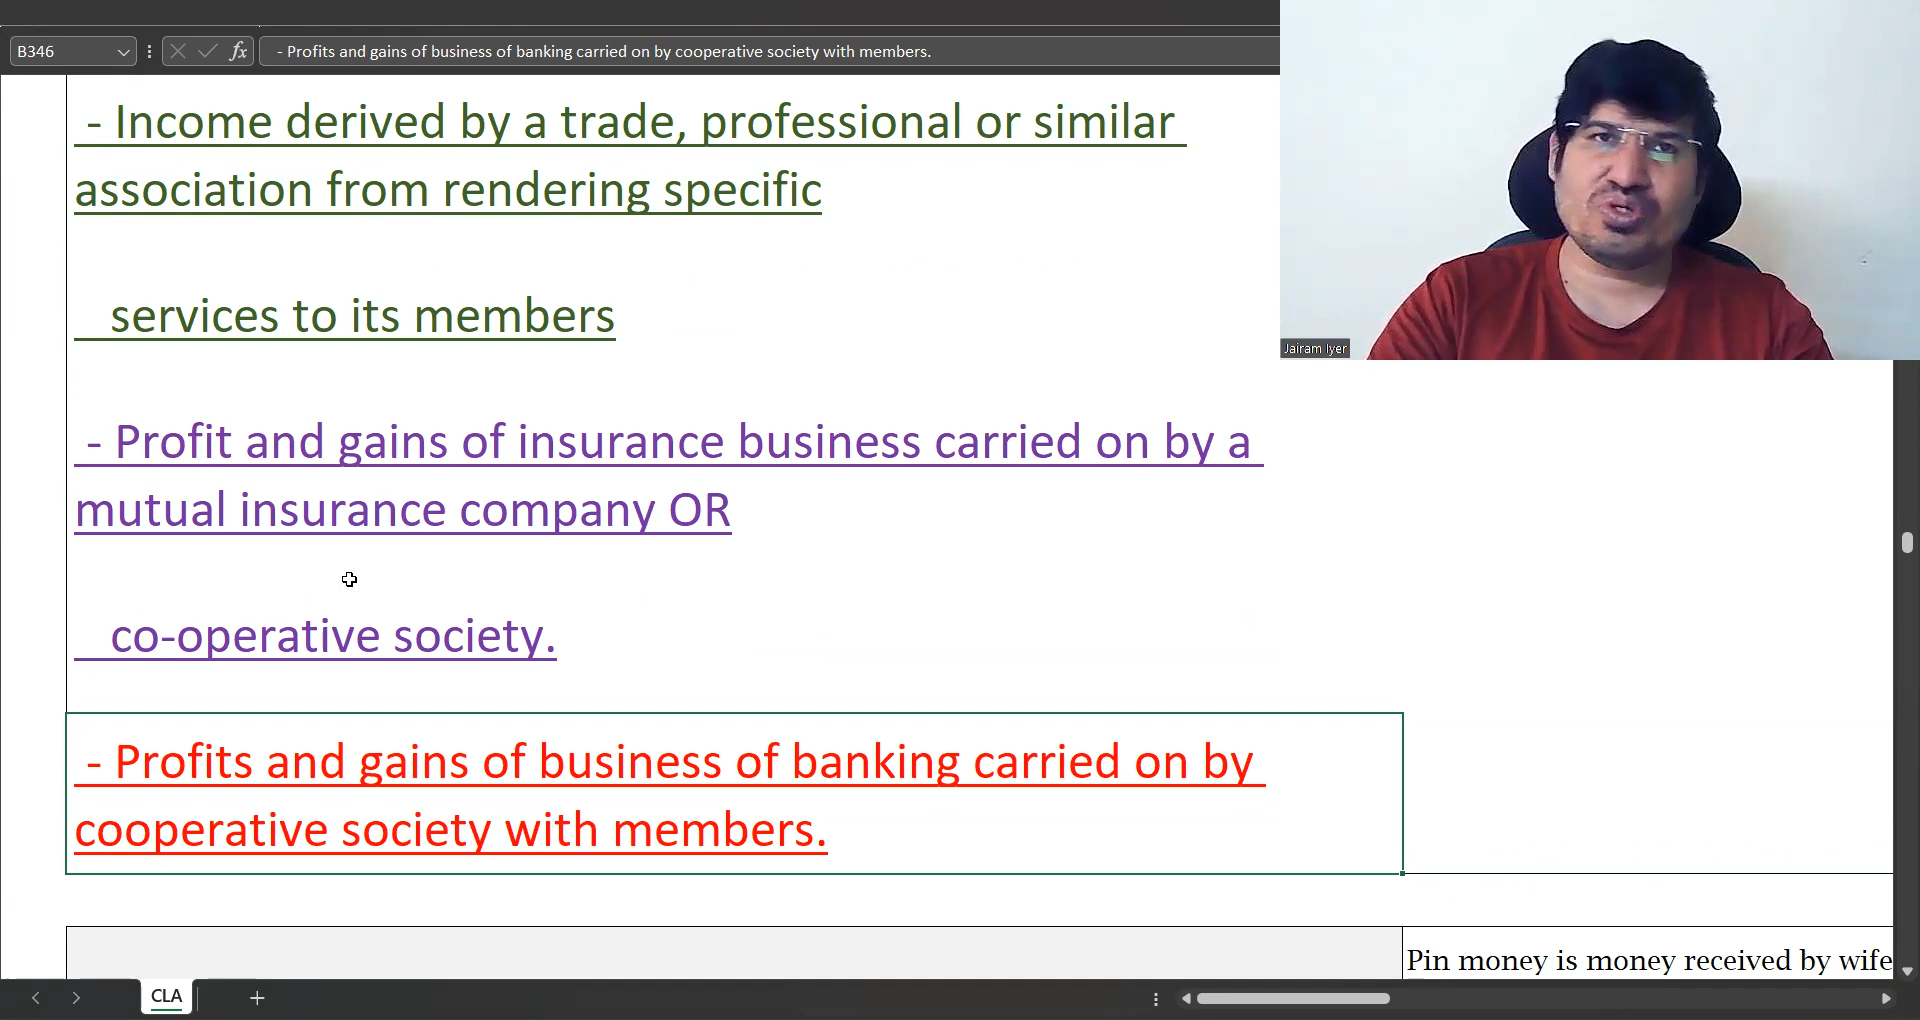 B346
fx
- Profits and gains of business of banking carried on by cooperative society with members.
- Income derived by a trade, professional or similar
association from rendering specific
services to its members
- Profit and gains of insurance business carried on by a
mutual insurance company OR
co-operative society.
- Profits and gains of business of banking carried on by
cooperative society with members.
Jairam Iyer
Pin money is money received by wife
CLA